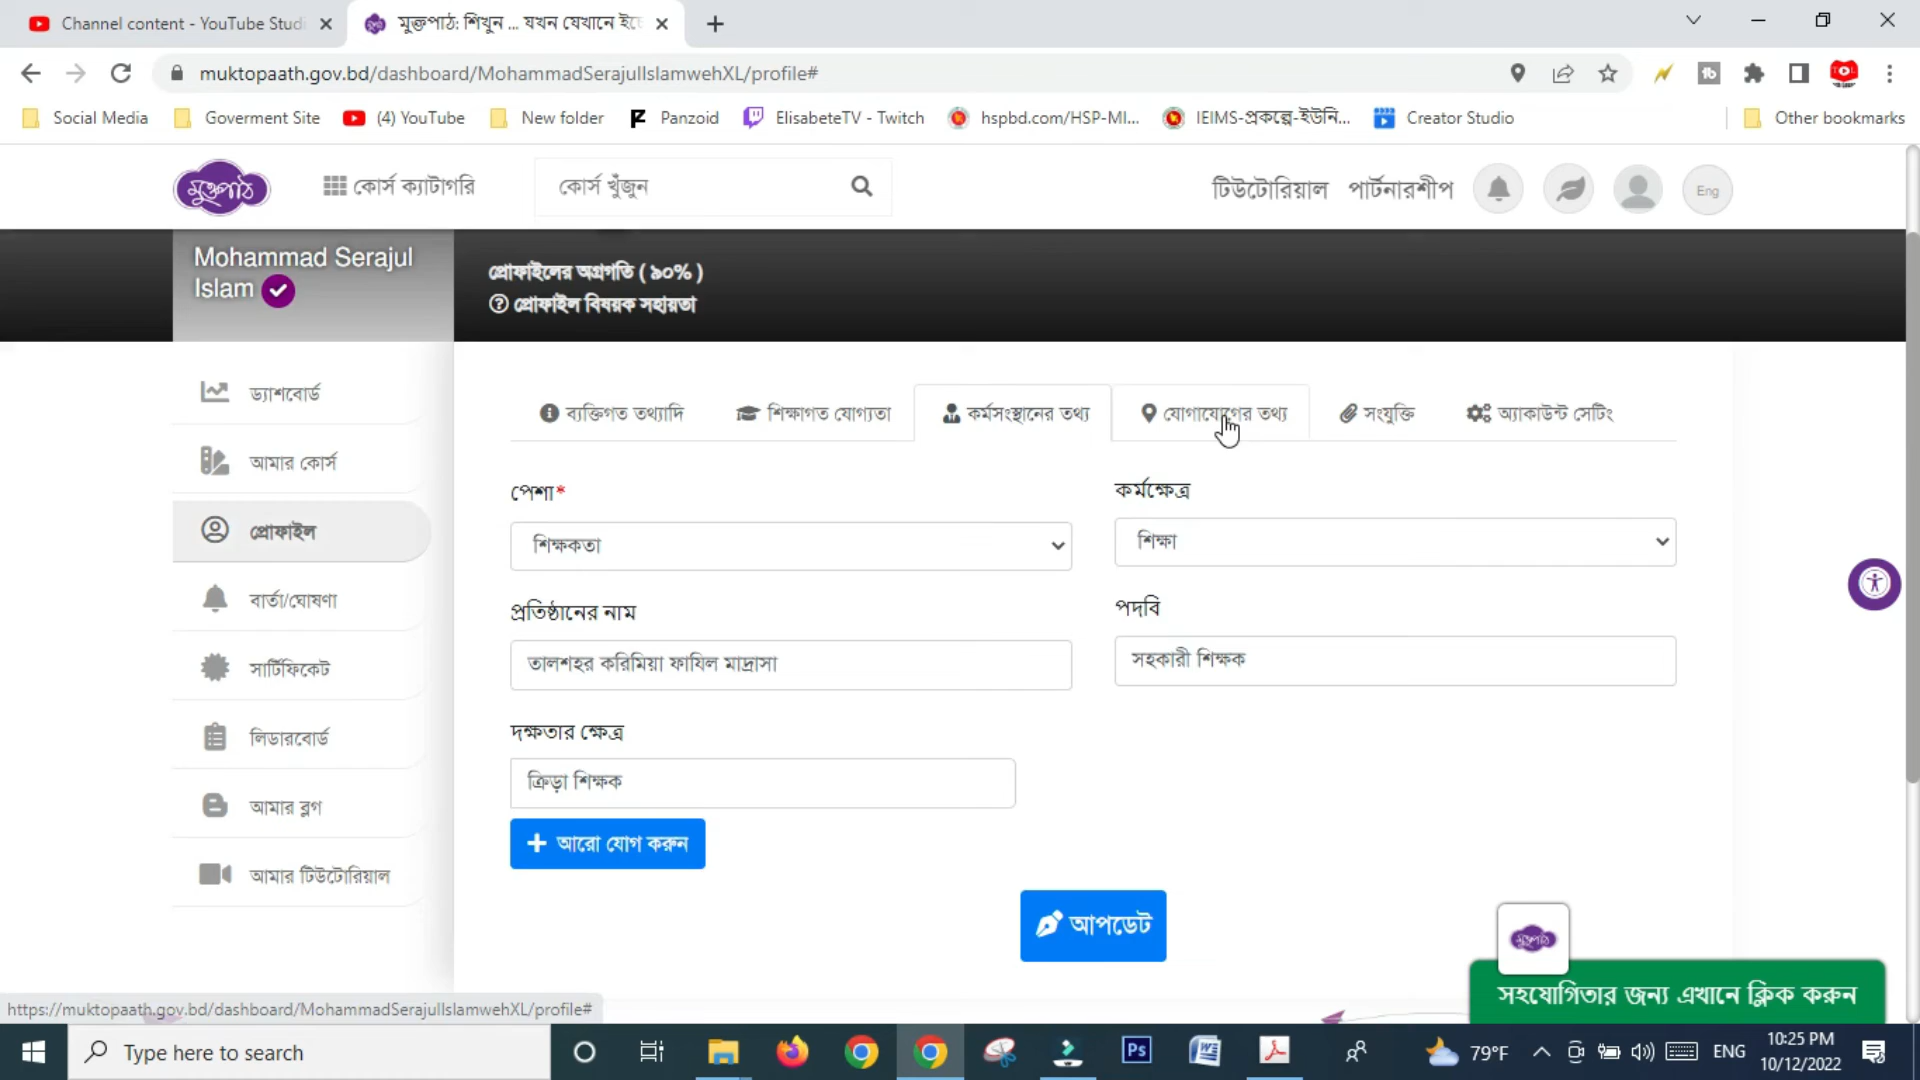 Channel content - YouTube Studi
মুক্তপাঠ: শিখুন ... যখন যেখানে ইচ্ছে
muktopaath.gov.bd/dashboard/MohammadSerajulIslamwehXL/profile#
Social Media
Goverment Site
(4) YouTube
New folder
Panzoid
ElisabeteTV - Twitch
hspbd.com/HSP-MI...
IEIMS-প্রকল্পে-ইউনি...
Creator Studio
Other bookmarks
মুক্তপাঠ
কোর্স ক্যাটাগরি
কোর্স খুঁজুন
টিউটোরিয়াল
পার্টনারশীপ
Eng
Mohammad Serajul
Islam
প্রোফাইলের অগ্রগতি ( ৯০% )
প্রোফাইল বিষয়ক সহায়তা
ড্যাশবোর্ড
আমার কোর্স
প্রোফাইল
বার্তা/ঘোষণা
সার্টিফিকেট
লিডারবোর্ড
আমার ব্লগ
আমার টিউটোরিয়াল
ব্যক্তিগত তথ্যাদি
শিক্ষাগত যোগ্যতা
কর্মসংস্থানের তথ্য
যোগাযোগের তথ্য
সংযুক্তি
অ্যাকাউন্ট সেটিং
পেশা*
কর্মক্ষেত্র
শিক্ষকতা
শিক্ষা
প্রতিষ্ঠানের নাম
পদবি
তালশহর করিমিয়া ফাযিল মাদ্রাসা
সহকারী শিক্ষক
দক্ষতার ক্ষেত্র
ক্রিড়া শিক্ষক
+ আরো যোগ করুন
আপডেট
মুক্তপাঠ
সহযোগিতার জন্য এখানে ক্লিক করুন
https://muktopaath.gov.bd/dashboard/MohammadSerajulIslamwehXL/profile#
Type here to search
Ps
79°F
ENG
10:25 PM
10/12/2022